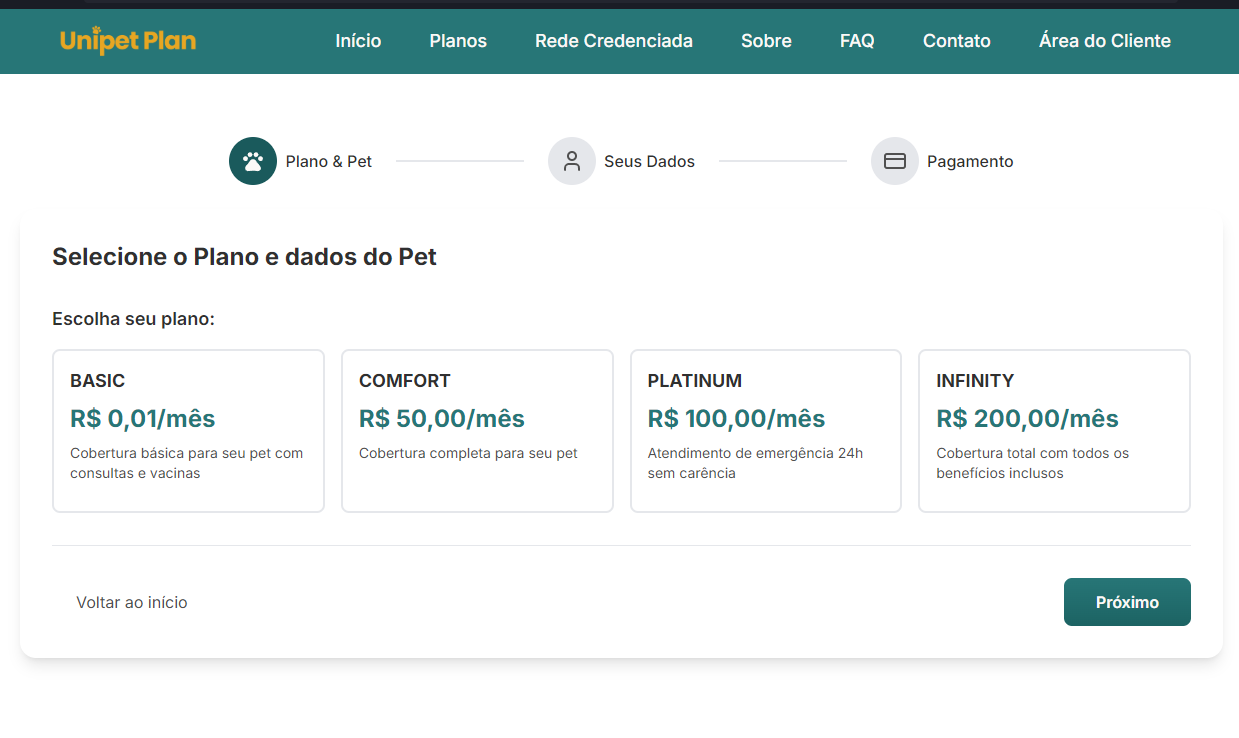 Unipet Plan
Início Planos Rede Credenciada Sobre FAQ Contato Área do Cliente
Plano & Pet Seus Dados Pagamento
Selecione o Plano e dados do Pet
Escolha seu plano:
BASIC
R$ 0,01/mês
Cobertura básica para seu pet com
consultas e vacinas
COMFORT
R$ 50,00/mês
Cobertura completa para seu pet
PLATINUM
R$ 100,00/mês
Atendimento de emergência 24h
sem carência
INFINITY
R$ 200,00/mês
Cobertura total com todos os
benefícios inclusos
Voltar ao início
Próximo